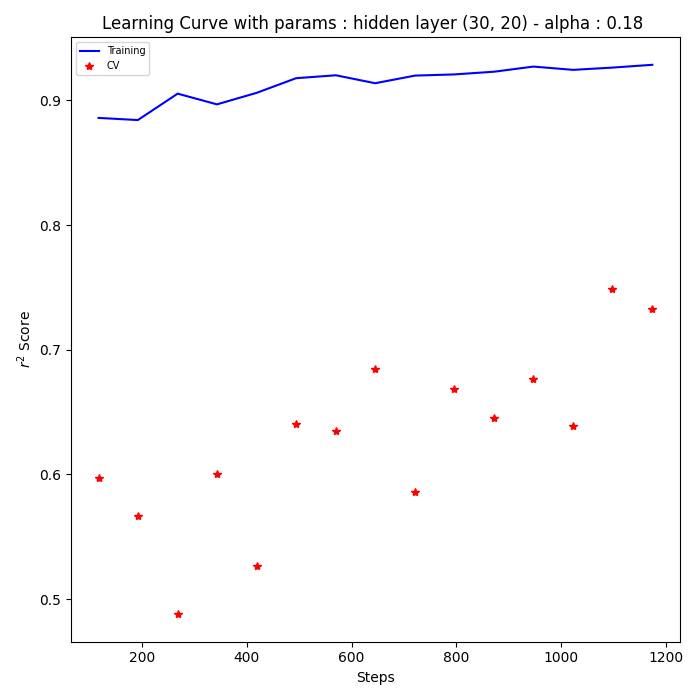 Learning Curve with params : hidden layer (30, 20) - alpha : 0.18
Training
CV
0.9
0.8
0.7
0.6
0.5
r² Score
200 400 600 800 1000 1200
Steps